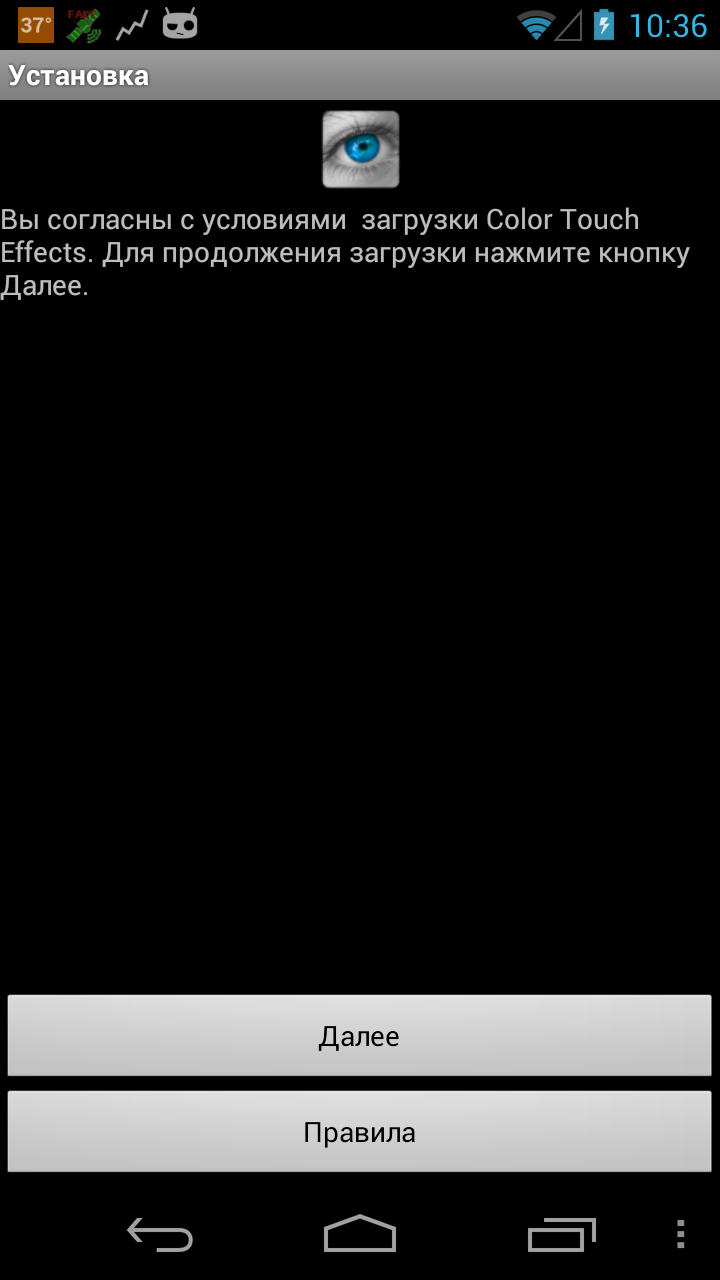 37°
FAKE
10:36
Установка
Вы согласны с условиями  загрузки Color Touch
Effects. Для продолжения загрузки нажмите кнопку
Далее.
Далее
Правила